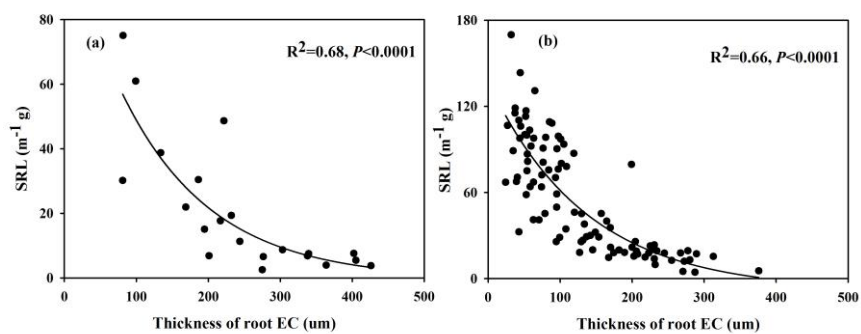 (a)
R²=0.68, P<0.0001
SRL (m⁻¹ g)
80
60
40
20
0
0 100 200 300 400 500
Thickness of root EC (um)
(b)
R²=0.66, P<0.0001
SRL (m⁻¹ g)
180
120
60
0
0 100 200 300 400 500
Thickness of root EC (um)